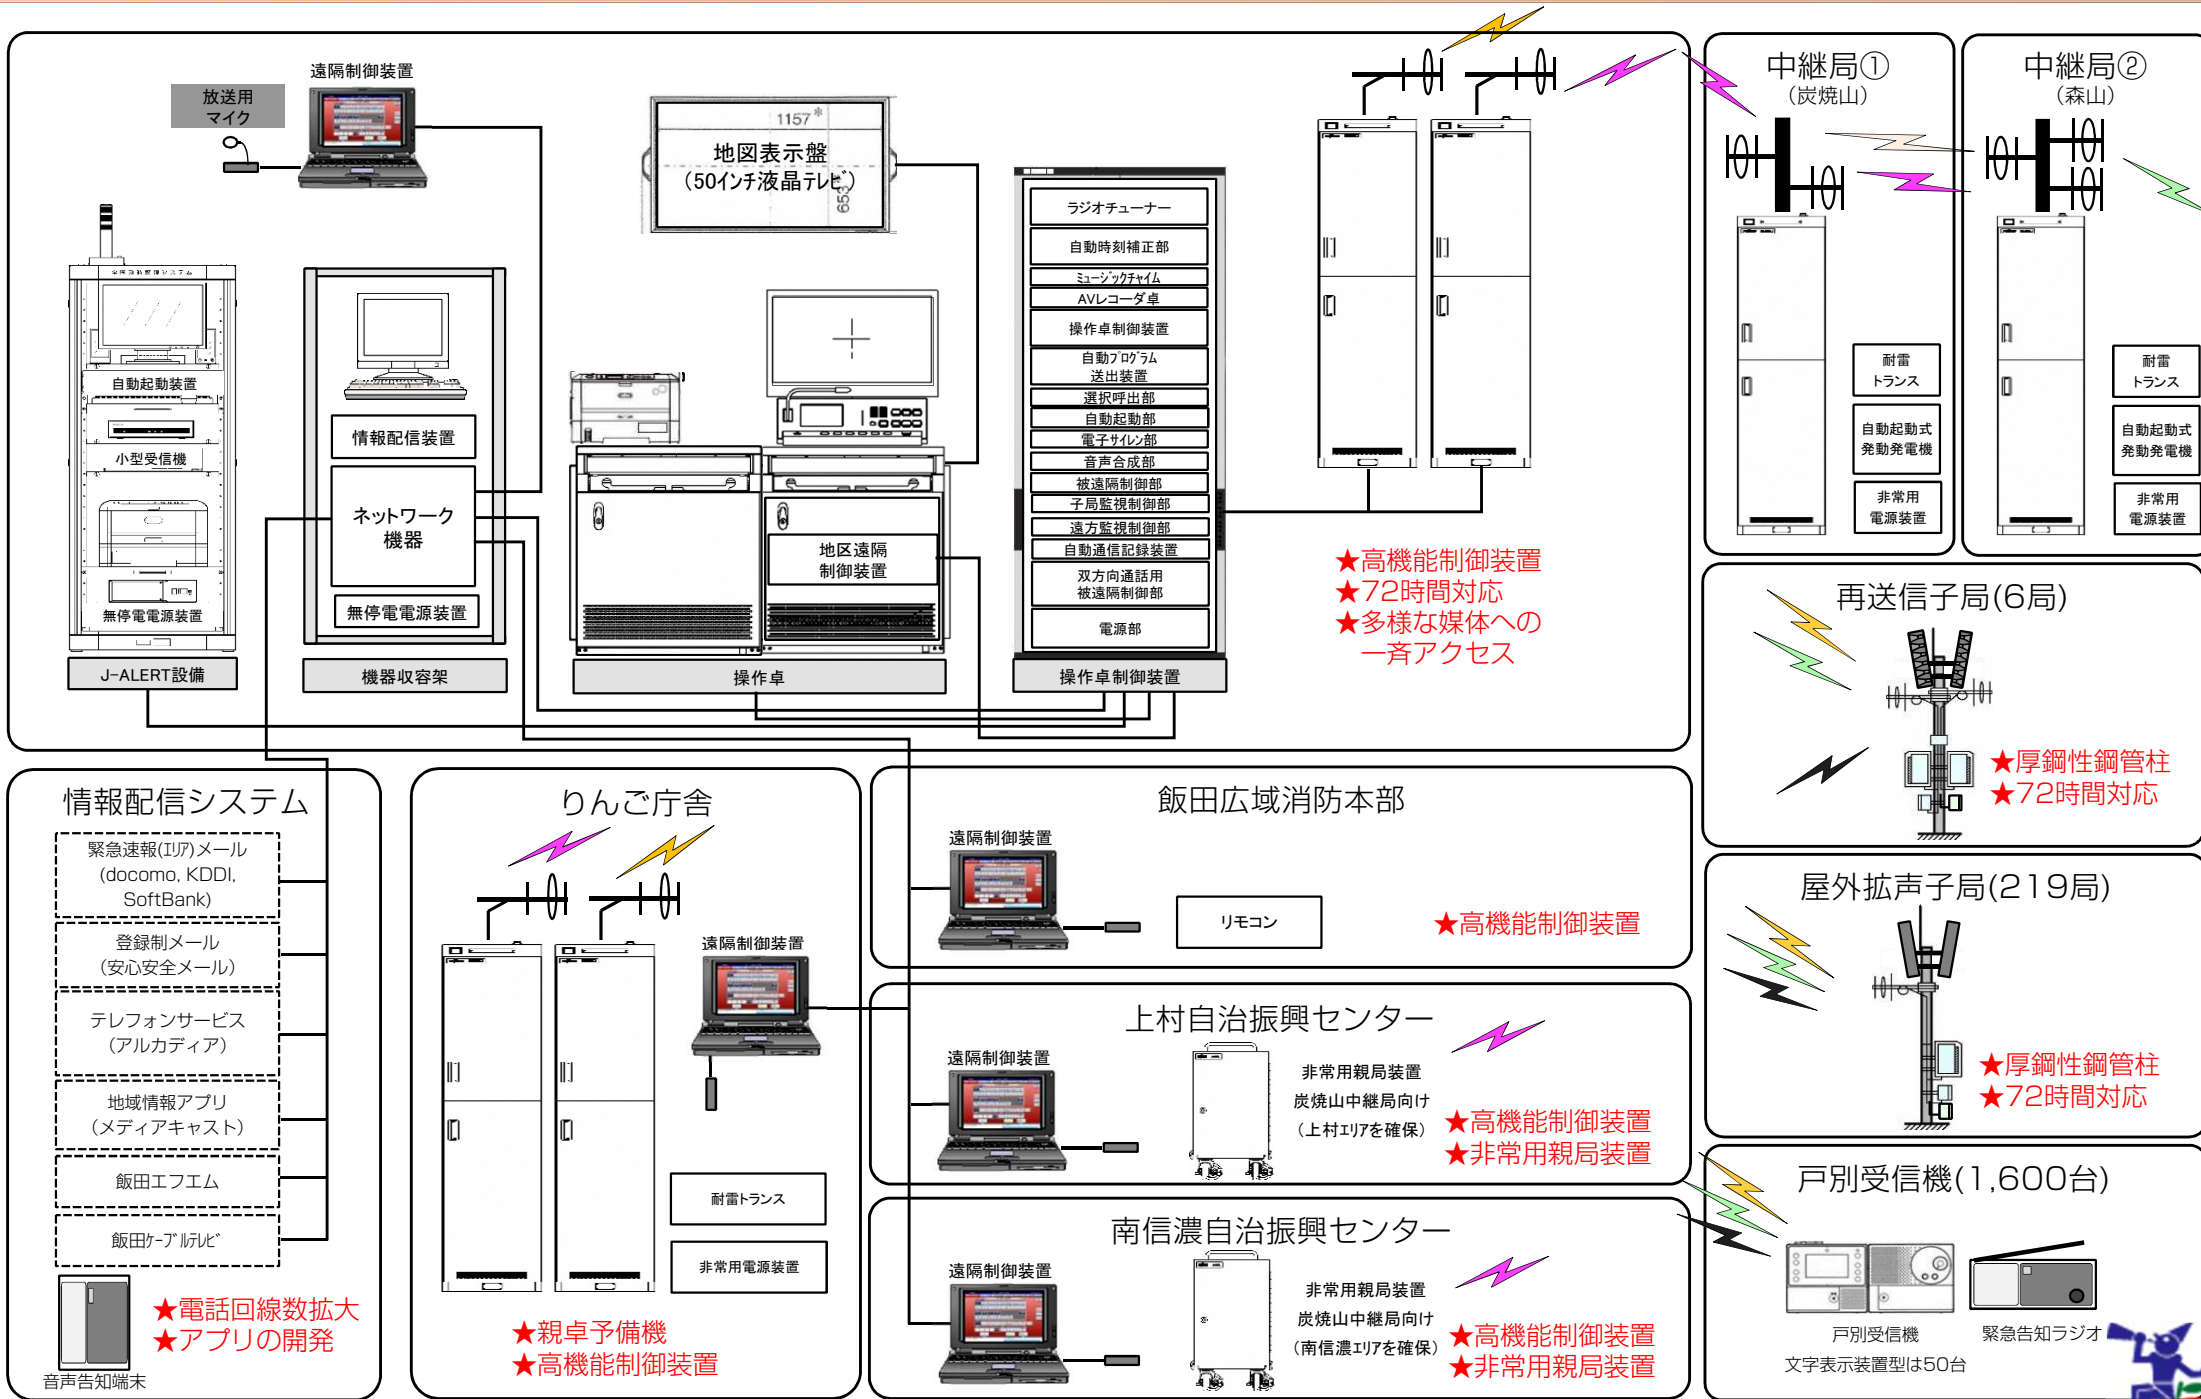 遠隔制御装置
放送用
マイク
1157*
地図表示盤
(50インチ液晶テレビ)
653*
自動起動装置
小型受信機
無停電電源装置
J-ALERT設備
情報配信装置
ネットワーク
機器
無停電電源装置
機器収容架
地区遠隔
制御装置
操作卓
ラジオチューナー
自動時刻補正部
ミュージックチャイム
AVレコーダ卓
操作卓制御装置
自動プログラム
送出装置
選択呼出部
自動起動部
電子サイレン部
音声合成部
被遠隔制御部
子局監視制御部
遠方監視制御部
自動通信記録装置
双方向通話用
被遠隔制御部
電源部
操作卓制御装置
★高機能制御装置
★72時間対応
★多様な媒体への
一斉アクセス
中継局①
(炭焼山)
耐雷
トランス
自動起動式
発動発電機
非常用
電源装置
中継局②
(森山)
耐雷
トランス
自動起動式
発動発電機
非常用
電源装置
再送信子局(6局)
★厚鋼性鋼管柱
★72時間対応
屋外拡声子局(219局)
★厚鋼性鋼管柱
★72時間対応
戸別受信機(1,600台)
戸別受信機
文字表示装置型は50台
緊急告知ラジオ
情報配信システム
緊急速報(エリア)メール
(docomo, KDDI,
SoftBank)
登録制メール
(安心安全メール)
テレフォンサービス
(アルカディア)
地域情報アプリ
(メディアキャスト)
飯田エフエム
飯田ケーブルテレビ
音声告知端末
★電話回線数拡大
★アプリの開発
りんご庁舎
遠隔制御装置
耐雷トランス
非常用電源装置
★親卓予備機
★高機能制御装置
飯田広域消防本部
遠隔制御装置
リモコン
★高機能制御装置
上村自治振興センター
遠隔制御装置
非常用親局装置
炭焼山中継局向け
(上村エリアを確保)
★高機能制御装置
★非常用親局装置
南信濃自治振興センター
遠隔制御装置
非常用親局装置
炭焼山中継局向け
(南信濃エリアを確保)
★高機能制御装置
★非常用親局装置